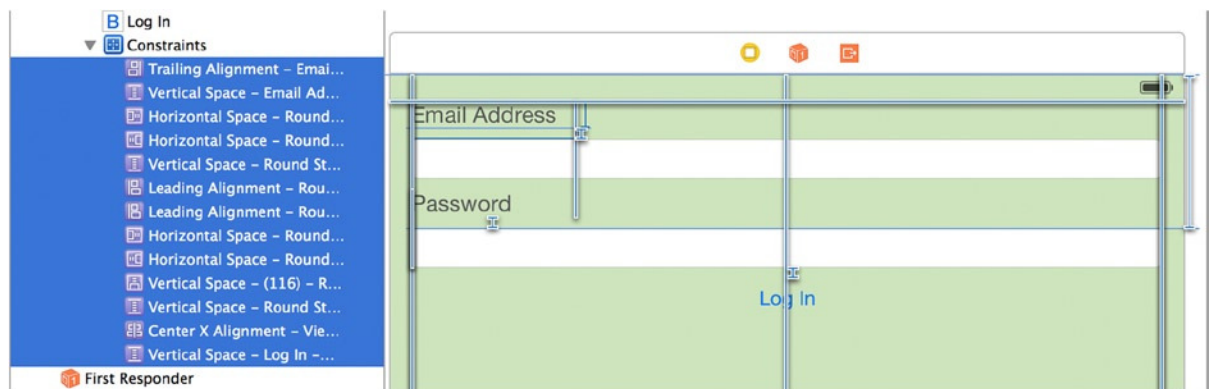 B Log In
Constraints
Trailing Alignment – Emai...
Vertical Space – Email Ad...
Horizontal Space – Round...
Horizontal Space – Round...
Vertical Space – Round St...
Leading Alignment – Rou...
Leading Alignment – Rou...
Horizontal Space – Round...
Horizontal Space – Round...
Vertical Space – (116) – R...
Vertical Space – Round St...
Center X Alignment – Vie...
Vertical Space – Log In –...
First Responder
Email Address
Password
Log In